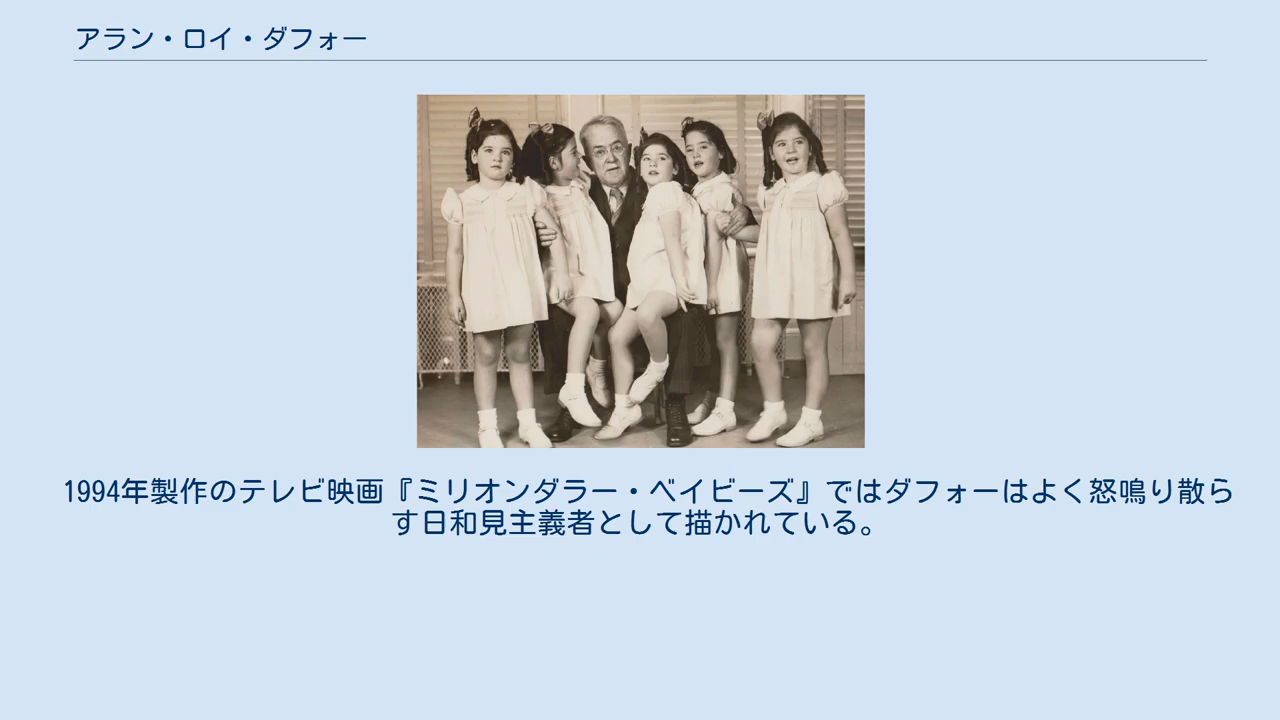 アラン・ロイ・ダフォー
1994年製作のテレビ映画『ミリオンダラー・ベイビーズ』ではダフォーはよく怒鳴り散ら
す日和見主義者として描かれている。